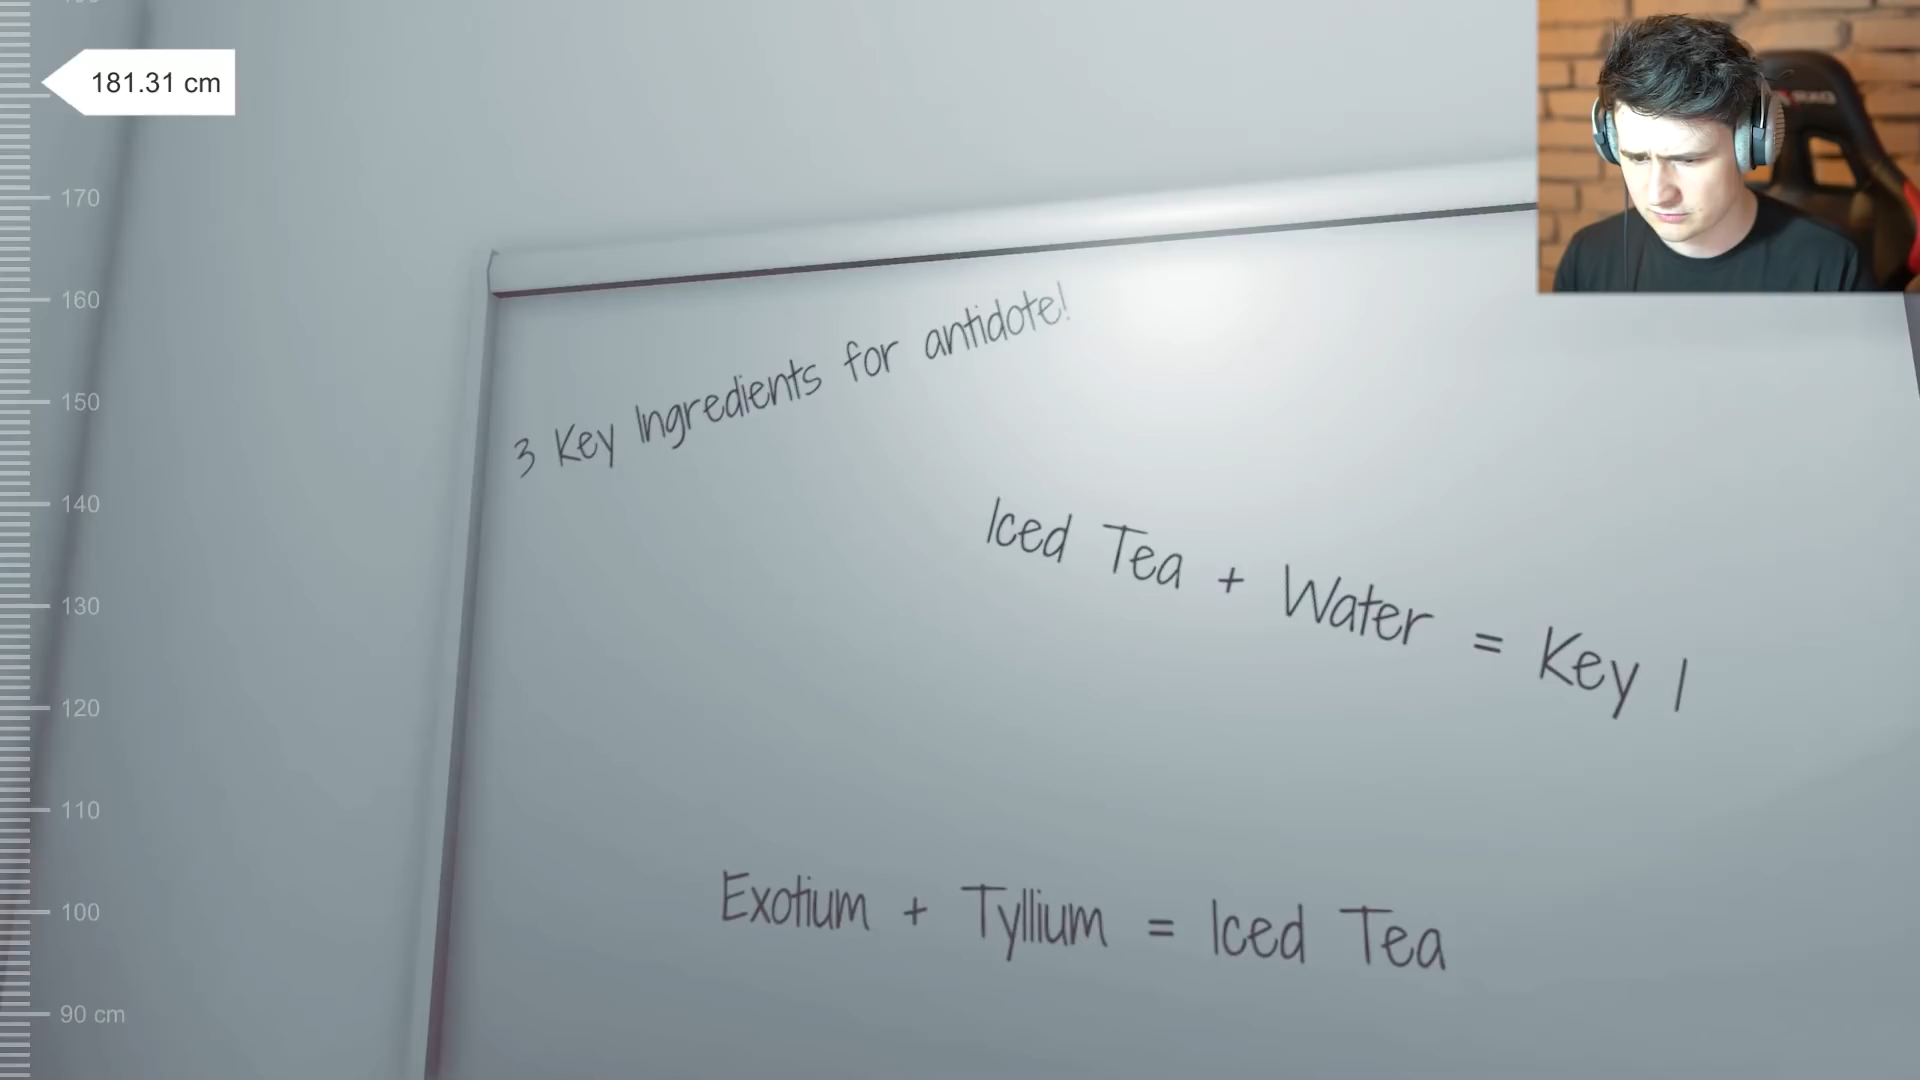 181.31 cm
170
160
150
140
130
120
110
100
90 cm
3 Key Ingredients for antidote!
Iced Tea + Water = Key 1
Exotium + Tyllium = Iced Tea